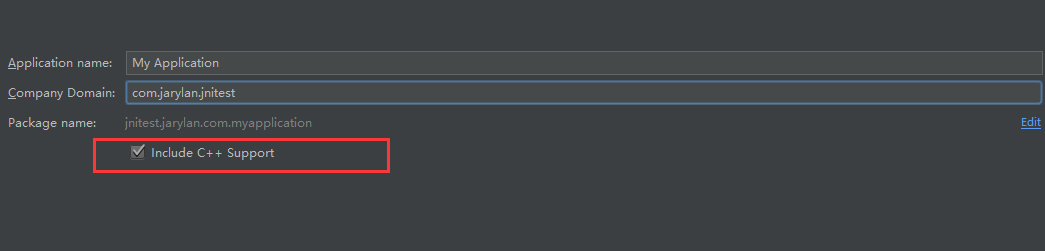 Application name: My Application
Company Domain: com.jarylan.jnitest
Package name: jnitest.jarylan.com.myapplication Edit
Include C++ Support